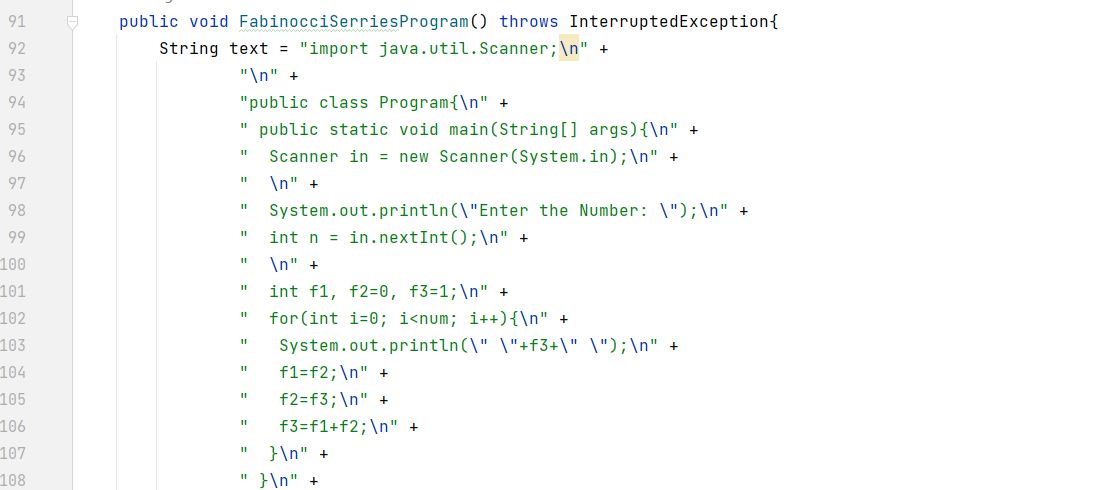 91 public void FabinocciSerriesProgram() throws InterruptedException{
92 String text = "import java.util.Scanner;\n" +
93 "\n" +
94 "public class Program{\n" +
95 " public static void main(String[] args){\n" +
96 "  Scanner in = new Scanner(System.in);\n" +
97 "  \n" +
98 "  System.out.println(\"Enter the Number: \");\n" +
99 "  int n = in.nextInt();\n" +
100 "  \n" +
101 "  int f1, f2=0, f3=1;\n" +
102 "  for(int i=0; i<num; i++){\n" +
103 "   System.out.println(\" \"+f3+\" \");\n" +
104 "   f1=f2;\n" +
105 "   f2=f3;\n" +
106 "   f3=f1+f2;\n" +
107 "  }\n" +
108 " }\n" +